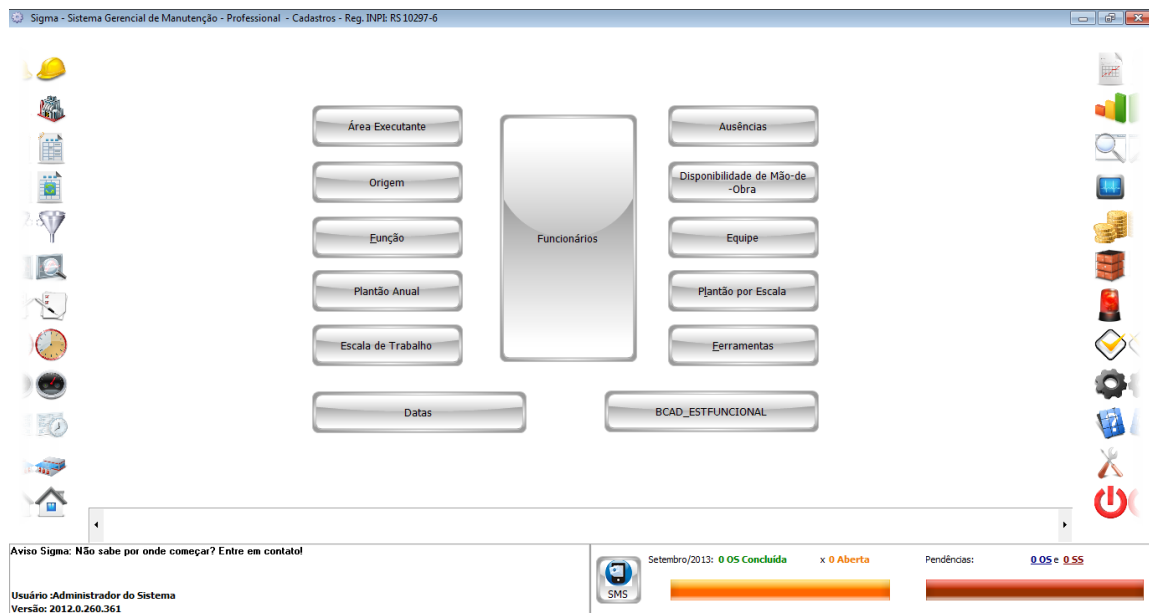 Sigma - Sistema Gerencial de Manutenção - Professional - Cadastros - Reg. INPI: RS 10297-6
Área Executante
Ausências
Origem
Disponibilidade de Mão-de
-Obra
Função
Funcionários
Equipe
Plantão Anual
Plantão por Escala
Escala de Trabalho
Ferramentas
Datas
BCAD_ESTFUNCIONAL
Aviso Sigma: Não sabe por onde começar? Entre em contato!
Setembro/2013: 0 OS Concluída x 0 Aberta
Pendências: 0 OS e 0 SS
SMS
Usuário :Administrador do Sistema
Versão: 2012.0.260.361